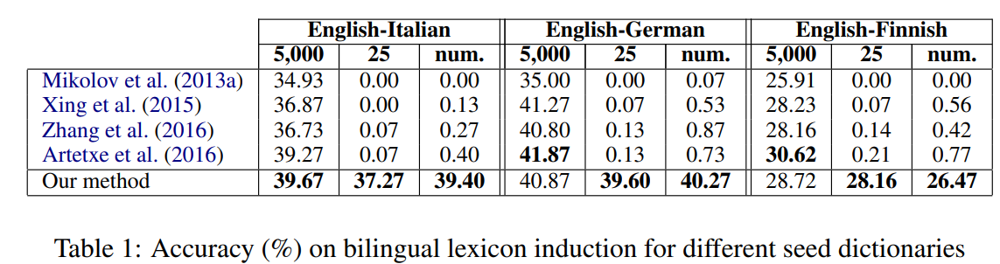 English-Italian English-German English-Finnish
5,000 25 num. 5,000 25 num. 5,000 25 num.
Mikolov et al. (2013a) 34.93 0.00 0.00 35.00 0.00 0.07 25.91 0.00 0.00
Xing et al. (2015) 36.87 0.00 0.13 41.27 0.07 0.53 28.23 0.07 0.56
Zhang et al. (2016) 36.73 0.07 0.27 40.80 0.13 0.87 28.16 0.14 0.42
Artetxe et al. (2016) 39.27 0.07 0.40 41.87 0.13 0.73 30.62 0.21 0.77
Our method 39.67 37.27 39.40 40.87 39.60 40.27 28.72 28.16 26.47
Table 1: Accuracy (%) on bilingual lexicon induction for different seed dictionaries